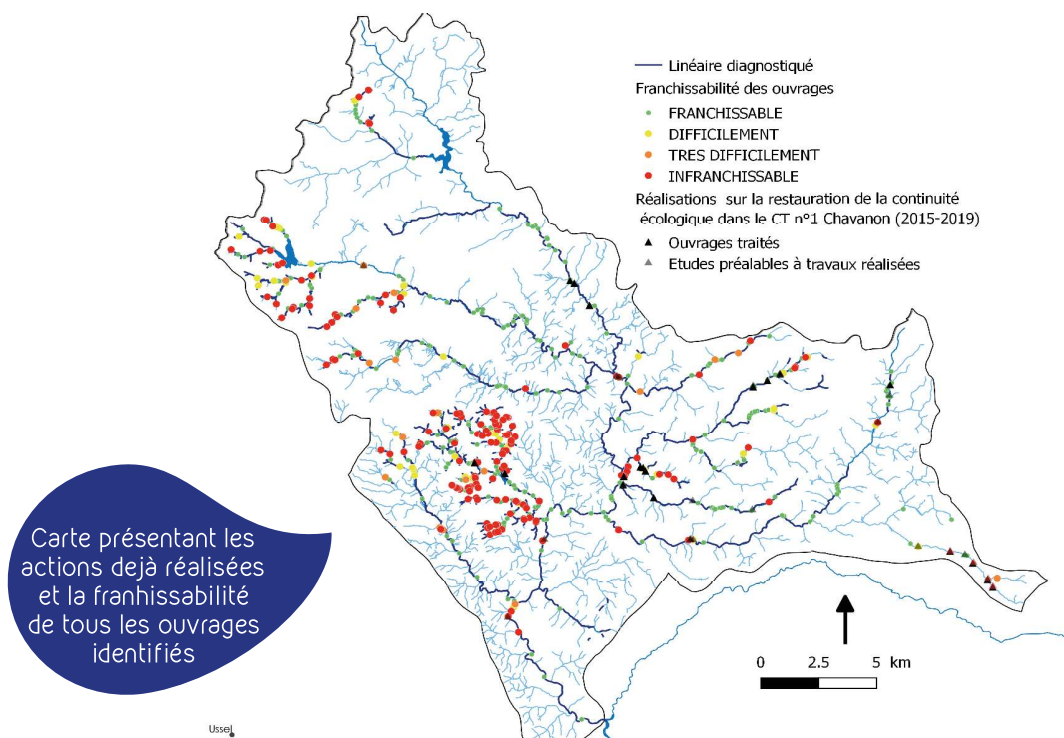 Linéaire diagnostiqué
Franchissabilité des ouvrages
FRANCHISSABLE
DIFFICILEMENT
TRES DIFFICILEMENT
INFRANCHISSABLE
Réalisations sur la restauration de la continuité
écologique dans le CT nº1 Chavanon (2015-2019)
Ouvrages traités
Etudes préalables à travaux réalisées
Carte présentant les
actions dejà réalisées
et la franhissabilité
de tous les ouvrages
identifiés
0 2.5 5 km
Ussel